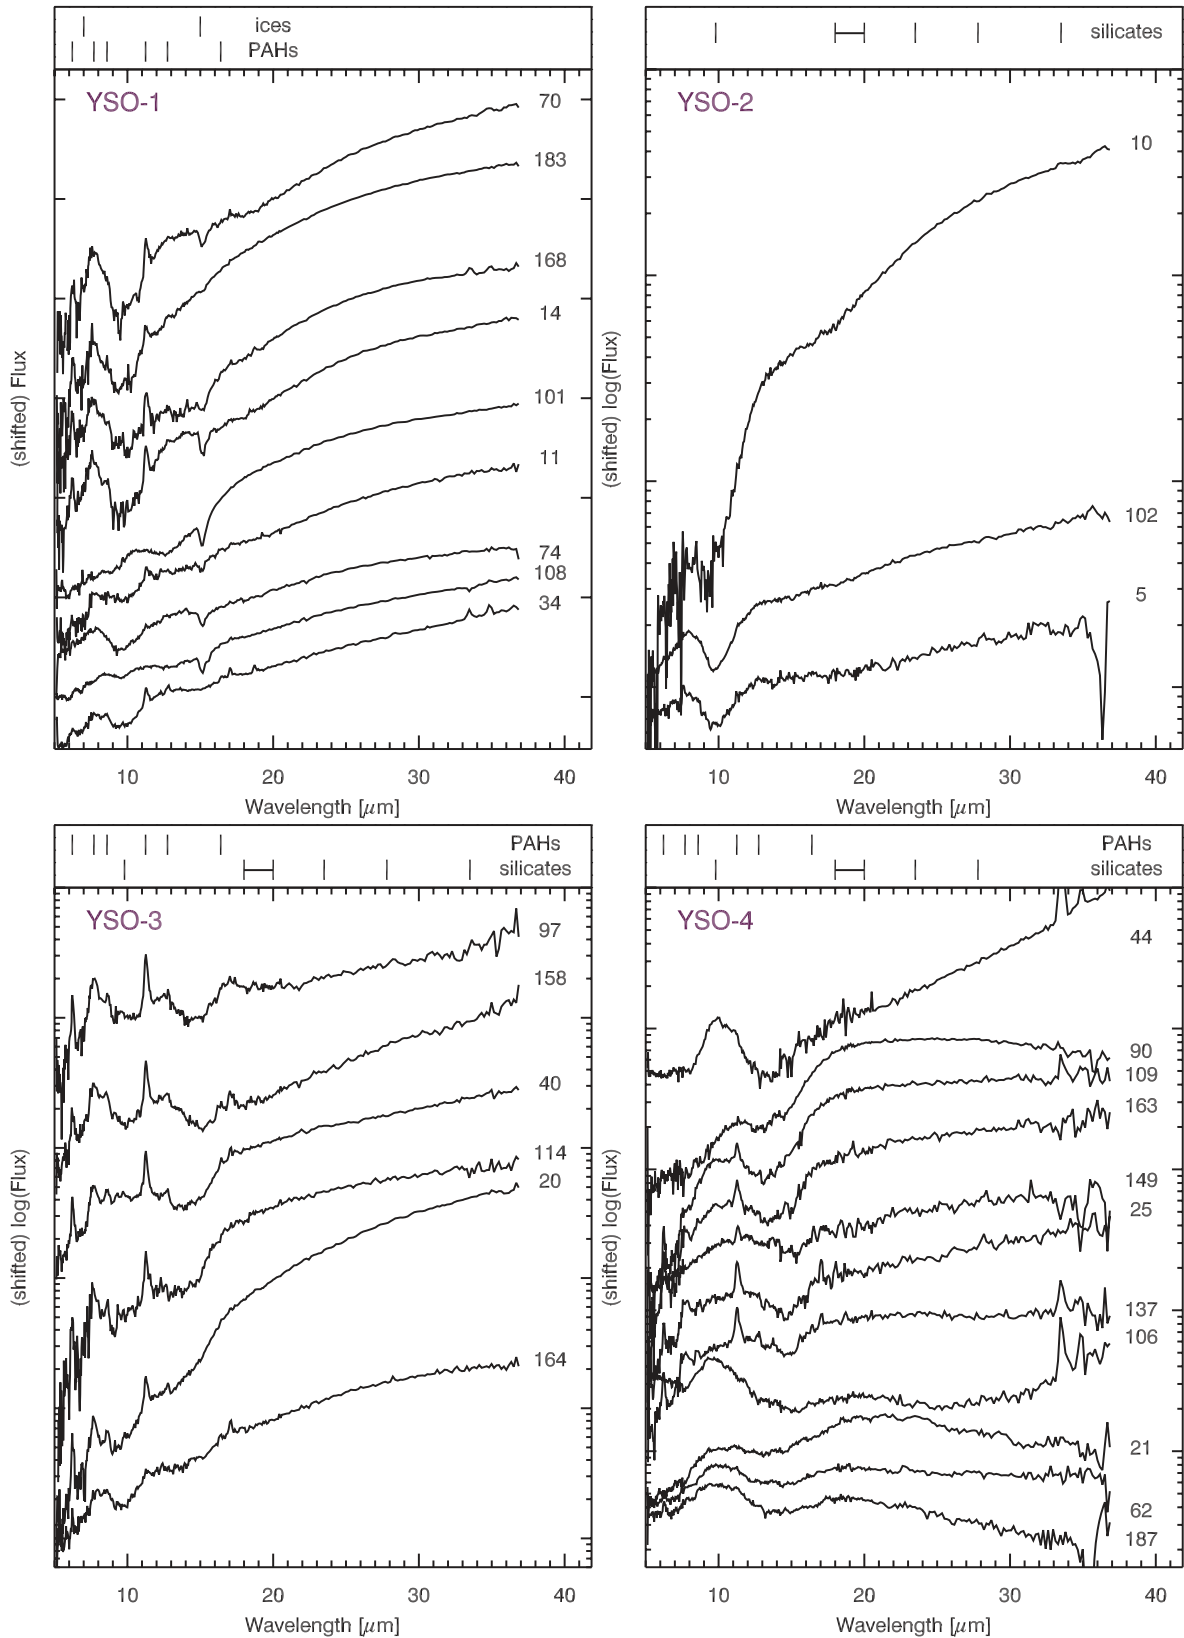 ices
PAHs
YSO-1
70
183
168
14
101
11
74
108
34
(shifted) Flux
10 20 30 40
Wavelength [μm]
silicates
YSO-2
10
102
5
(shifted) log(Flux)
10 20 30 40
Wavelength [μm]
PAHs
silicates
YSO-3
97
158
40
114
20
164
(shifted) log(Flux)
10 20 30 40
Wavelength [μm]
PAHs
silicates
YSO-4
44
90
109
163
149
25
137
106
21
62
187
(shifted) log(Flux)
10 20 30 40
Wavelength [μm]